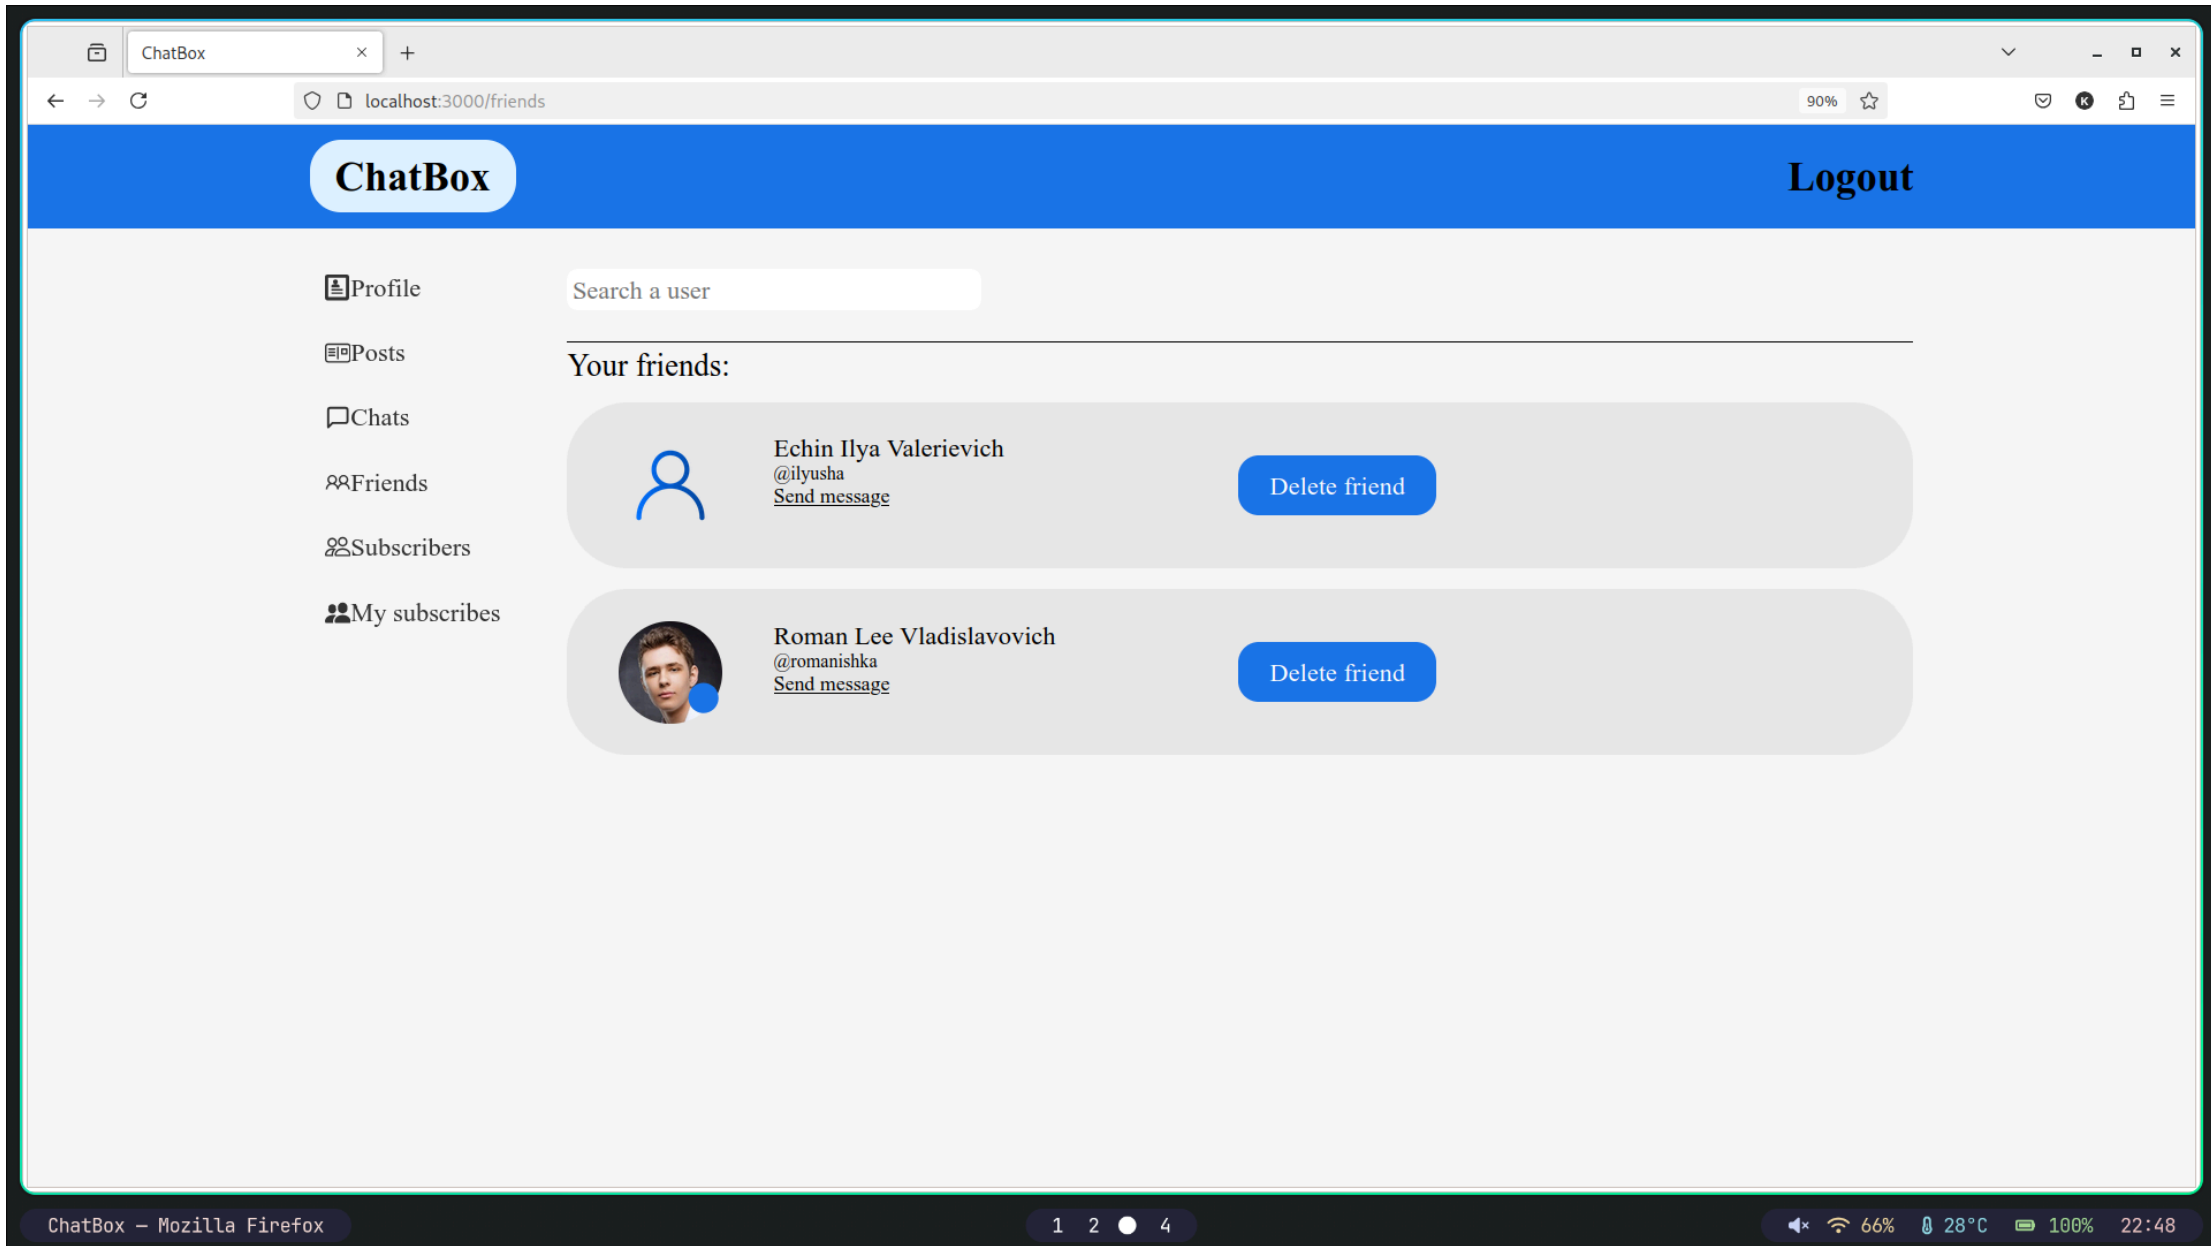 ChatBox
localhost:3000/friends
90%
K
ChatBox
Logout
Profile
Posts
Chats
Friends
Subscribers
My subscribes
Search a user
Your friends:
Echin Ilya Valerievich
@ilyusha
Send message
Delete friend
Roman Lee Vladislavovich
@romanishka
Send message
Delete friend
ChatBox — Mozilla Firefox
1 2 4
66% 28°C 100% 22:48